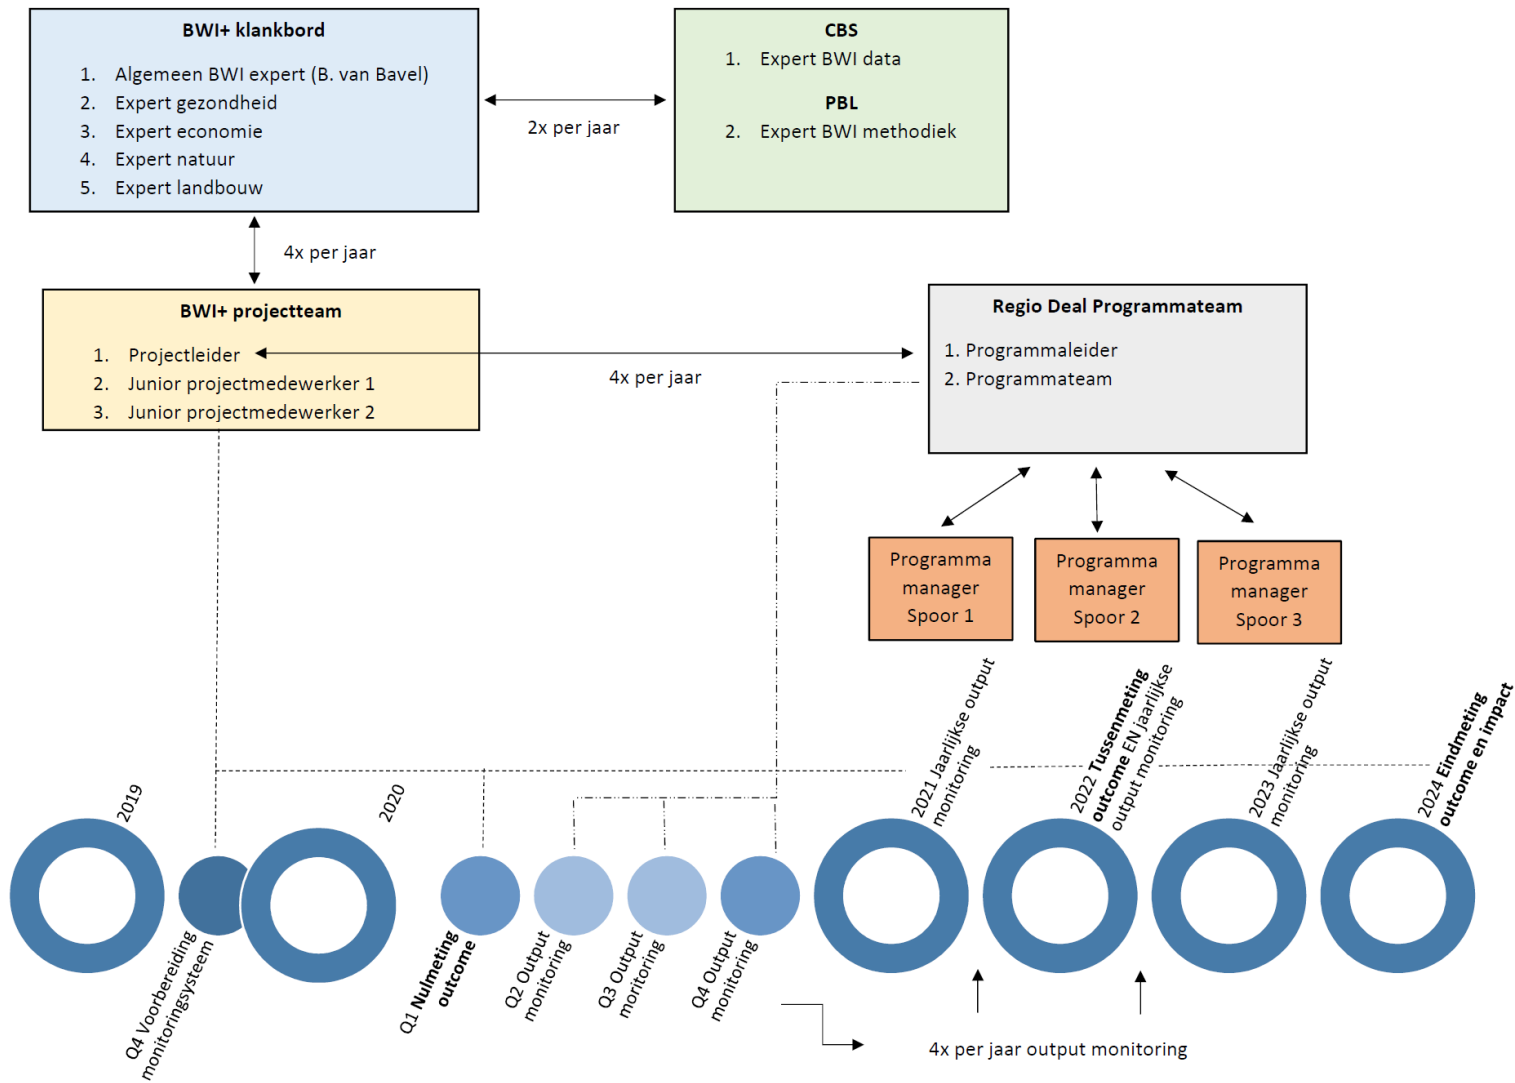 BWI+ klankbord
1. Algemeen BWI expert (B. van Bavel)
2. Expert gezondheid
3. Expert economie
4. Expert natuur
5. Expert landbouw
2x per jaar
CBS
1. Expert BWI data
PBL
2. Expert BWI methodiek
4x per jaar
BWI+ projectteam
1. Projectleider
2. Junior projectmedewerker 1
3. Junior projectmedewerker 2
4x per jaar
Regio Deal Programmateam
1. Programmaleider
2. Programmateam
Programma
manager
Spoor 1
Programma
manager
Spoor 2
Programma
manager
Spoor 3
2019
Q4 Voorbereiding
monitoringsysteem
2020
Q1 Nulmeting
outcome
Q2 Output
monitoring
Q3 Output
moritoring
Q4 Output
monitoring
2021 Jaarlijkse output
monitoring
2022 Tussenmeting
outcome EN jaarlijkse
output monitoring
2023 Jaarlijkse output
monitoring
2024 Eindmeting
outcome en impact
4x per jaar output monitoring